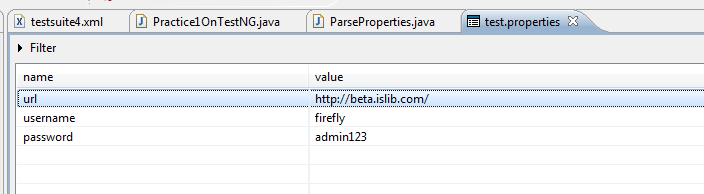 testsuite4.xml Practice1OnTestNG.java ParseProperties.java test.properties
Filter
name value
url http://beta.islib.com/
username firefly
password admin123